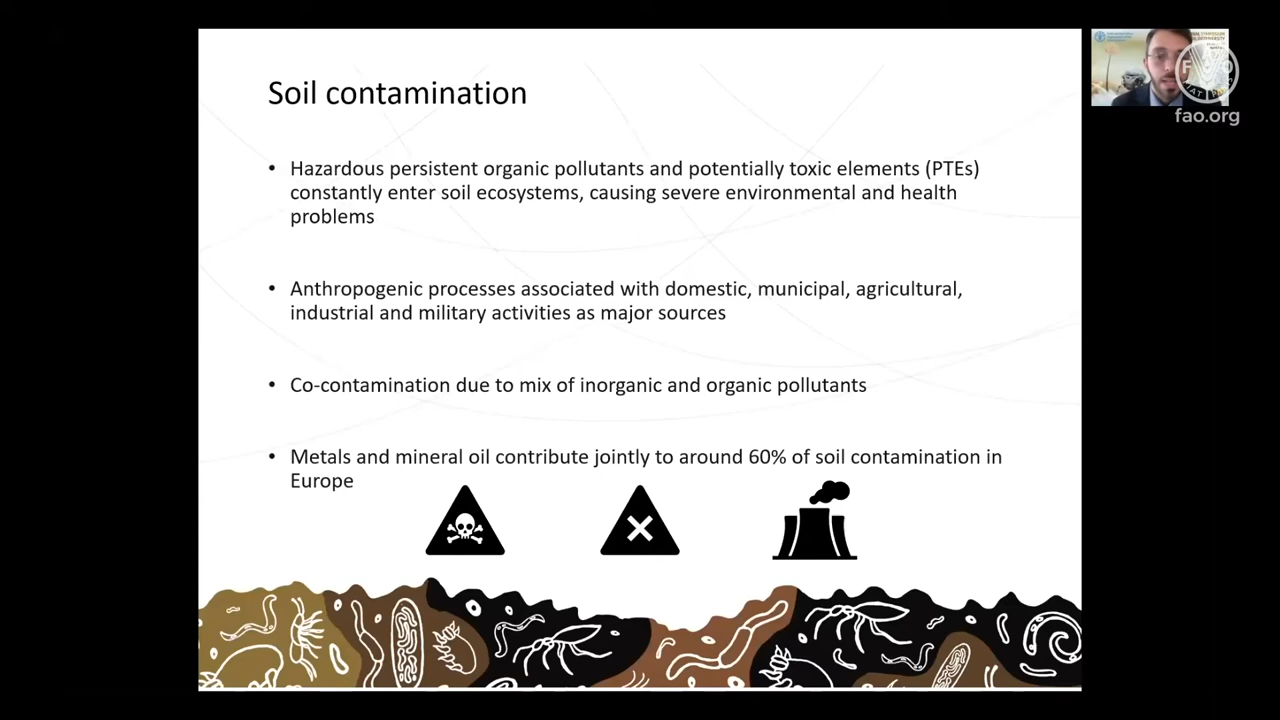 Soil contamination
• Hazardous persistent organic pollutants and potentially toxic elements (PTEs)
constantly enter soil ecosystems, causing severe environmental and health
problems
• Anthropogenic processes associated with domestic, municipal, agricultural,
industrial and military activities as major sources
• Co-contamination due to mix of inorganic and organic pollutants
• Metals and mineral oil contribute jointly to around 60% of soil contamination in
Europe
fao.org